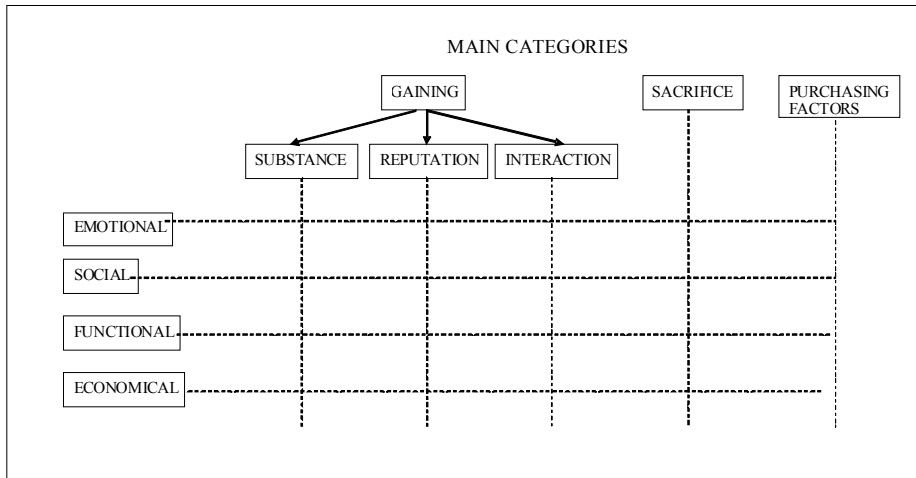 MAIN CATEGORIES
GAINING
SACRIFICE
PURCHASING
FACTORS
SUBSTANCE
REPUTATION
INTERACTION
EMOTIONAL
SOCIAL
FUNCTIONAL
ECONOMICAL